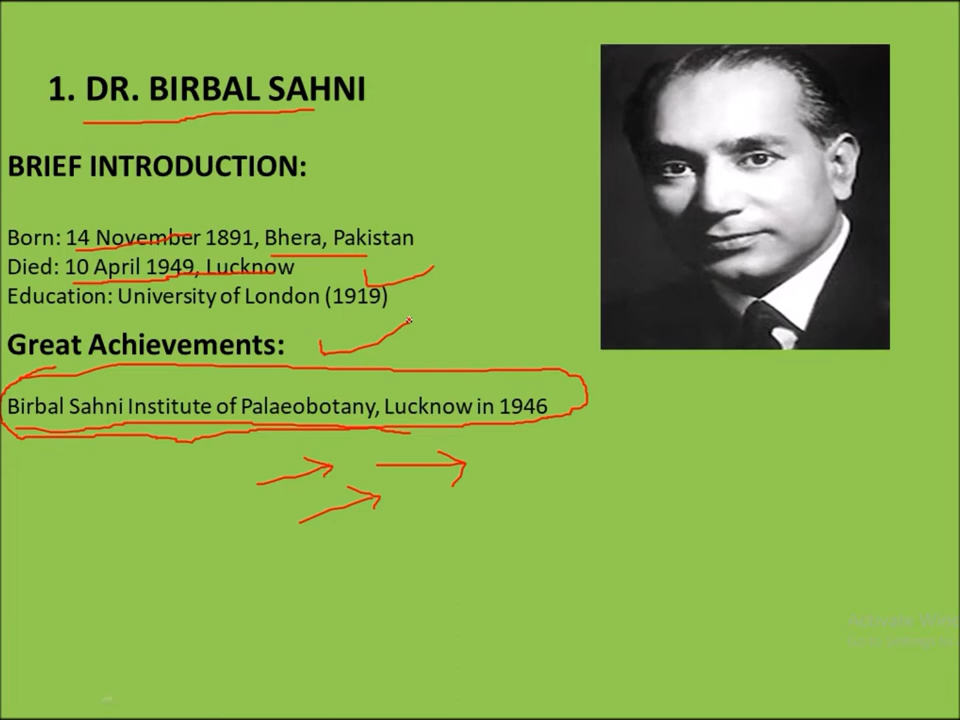 1. DR. BIRBAL SAHNI
BRIEF INTRODUCTION:
Born: 14 November 1891, Bhera, Pakistan
Died: 10 April 1949, Lucknow
Education: University of London (1919)
Great Achievements:
Birbal Sahni Institute of Palaeobotany, Lucknow in 1946